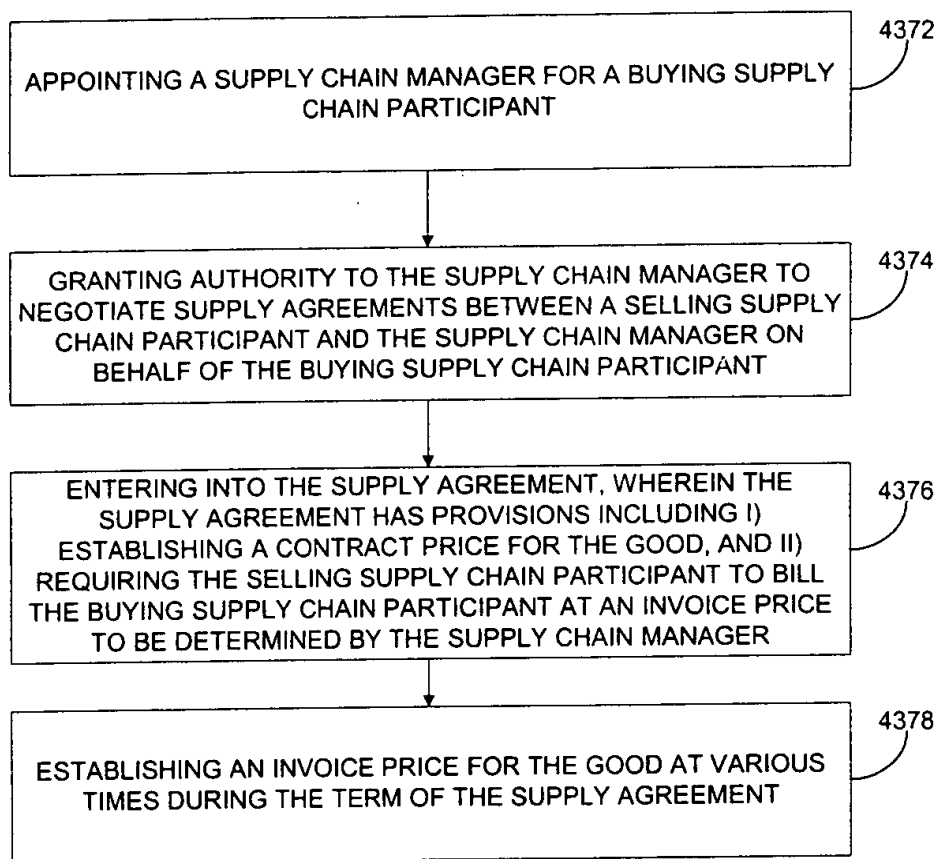 4372
APPOINTING A SUPPLY CHAIN MANAGER FOR A BUYING SUPPLY
CHAIN PARTICIPANT
4374
GRANTING AUTHORITY TO THE SUPPLY CHAIN MANAGER TO
NEGOTIATE SUPPLY AGREEMENTS BETWEEN A SELLING SUPPLY
CHAIN PARTICIPANT AND THE SUPPLY CHAIN MANAGER ON
BEHALF OF THE BUYING SUPPLY CHAIN PARTICIPANT
4376
ENTERING INTO THE SUPPLY AGREEMENT, WHEREIN THE
SUPPLY AGREEMENT HAS PROVISIONS INCLUDING I)
ESTABLISHING A CONTRACT PRICE FOR THE GOOD, AND II)
REQUIRING THE SELLING SUPPLY CHAIN PARTICIPANT TO BILL
THE BUYING SUPPLY CHAIN PARTICIPANT AT AN INVOICE PRICE
TO BE DETERMINED BY THE SUPPLY CHAIN MANAGER
4378
ESTABLISHING AN INVOICE PRICE FOR THE GOOD AT VARIOUS
TIMES DURING THE TERM OF THE SUPPLY AGREEMENT